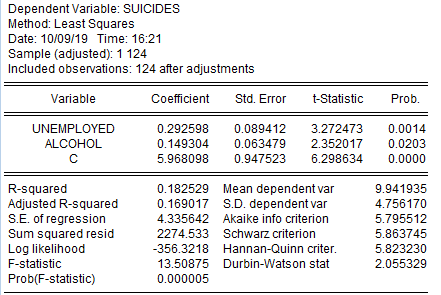 Dependent Variable: SUICIDES
Method: Least Squares
Date: 10/09/19 Time: 16:21
Sample (adjusted): 1 124
Included observations: 124 after adjustments
Variable Coefficient Std. Error t-Statistic Prob.
UNEMPLOYED 0.292598 0.089412 3.272473 0.0014
ALCOHOL 0.149304 0.063479 2.352017 0.0203
C 5.968098 0.947523 6.298634 0.0000
R-squared 0.182529 Mean dependent var 9.941935
Adjusted R-squared 0.169017 S.D. dependent var 4.756170
S.E. of regression 4.335642 Akaike info criterion 5.795512
Sum squared resid 2274.533 Schwarz criterion 5.863745
Log likelihood -356.3218 Hannan-Quinn criter. 5.823230
F-statistic 13.50875 Durbin-Watson stat 2.055329
Prob(F-statistic) 0.000005